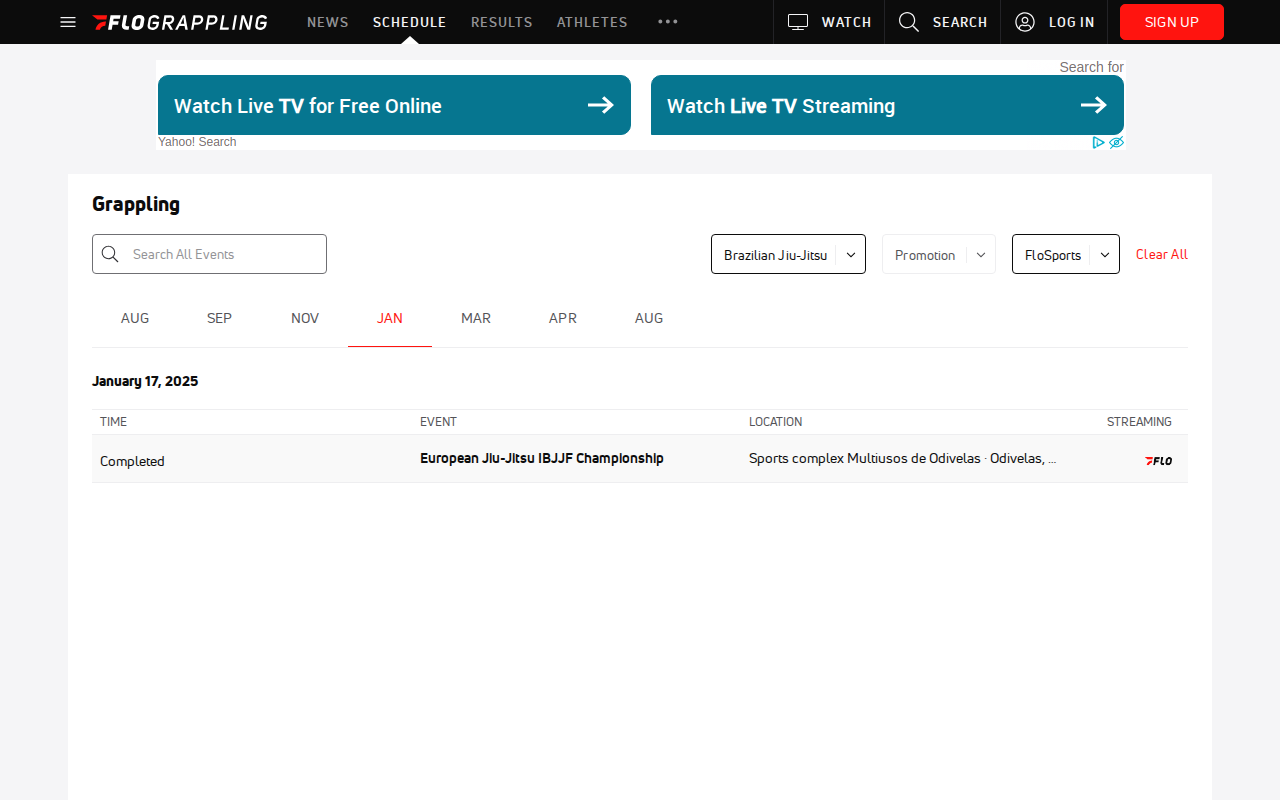 FLOGRAPPLING NEWS SCHEDULE RESULTS ATHLETES WATCH SEARCH LOG IN SIGN UP
Search for
Watch Live TV for Free Online Watch Live TV Streaming
Yahoo! Search
Grappling
Search All Events Brazilian Jiu-Jitsu Promotion FloSports Clear All
AUG SEP NOV JAN MAR APR AUG
January 17, 2025
TIME EVENT LOCATION STREAMING
Completed European Jiu-Jitsu IBJJF Championship Sports complex Multiusos de Odivelas · Odivelas, ... FLO